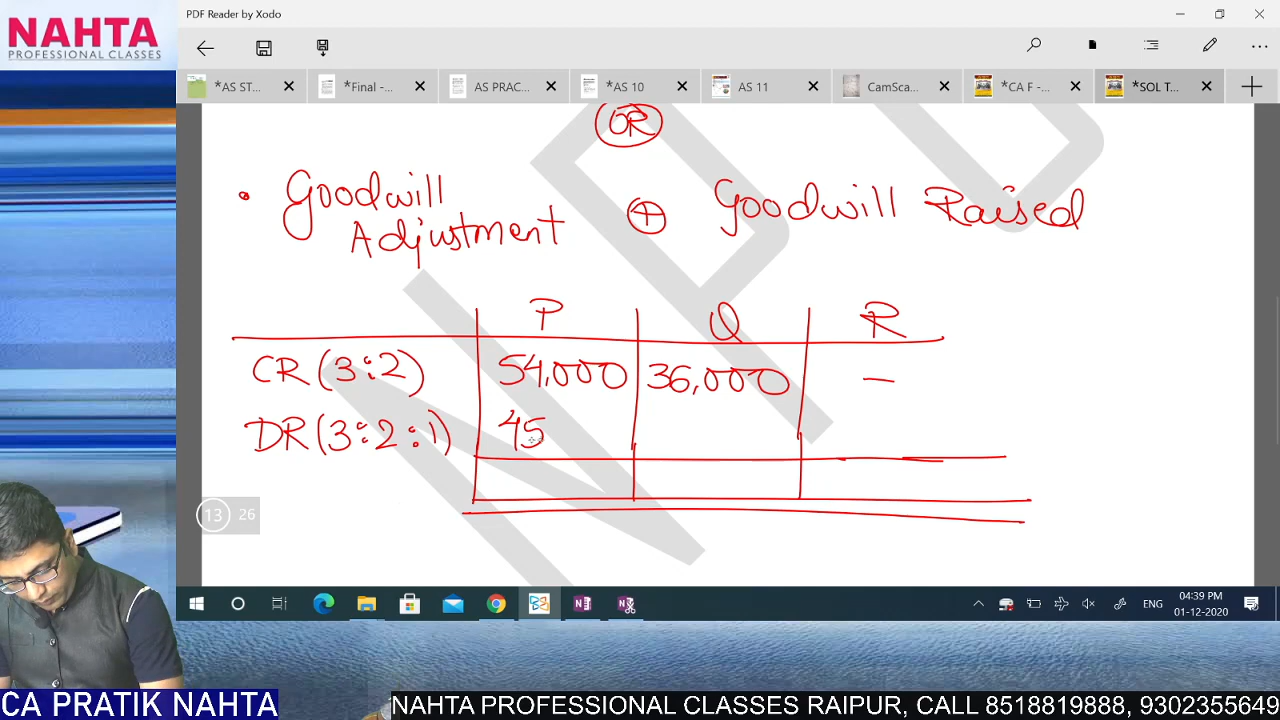 NAHTA
PROFESSIONAL CLASSES
PDF Reader by Xodo
*AS ST...
*Final -...
AS PRAC...
*AS 10
AS 11
CamSca...
*CA F - ...
*SOL T...
OR
• Goodwill Adjustment + Goodwill Raised
P Q R
CR (3:2) 54,000 36,000 —
DR (3:2:1) 45
13 26
ENG
04:39 PM
01-12-2020
CA PRATIK NAHTA
NAHTA PROFESSIONAL CLASSES RAIPUR, CALL 8518819888, 9302355649